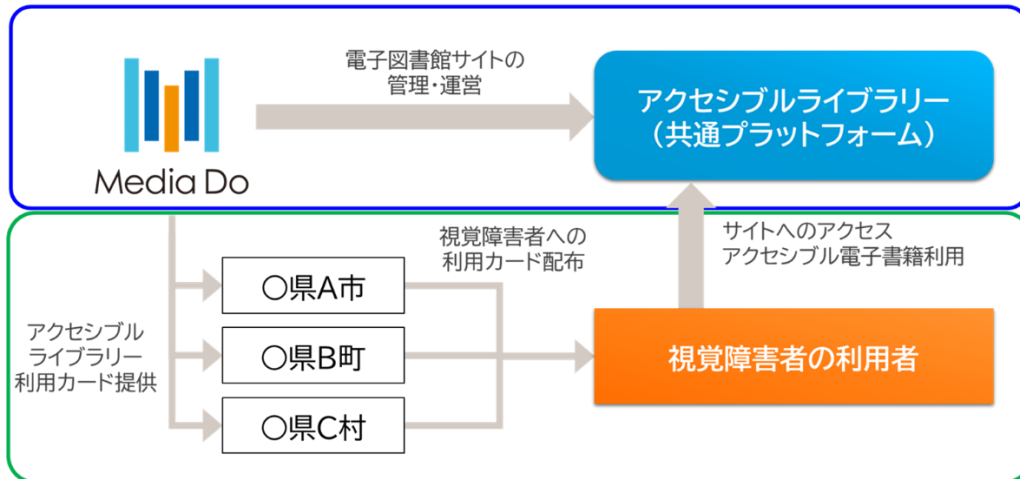 電子図書館サイトの
管理・運営
アクセシブルライブラリー
（共通プラットフォーム）
Media Do
視覚障害者への
利用カード配布
サイトへのアクセス
アクセシブル電子書籍利用
アクセシブル
ライブラリー
利用カード提供
〇県A市
〇県B町
〇県C村
視覚障害者の利用者